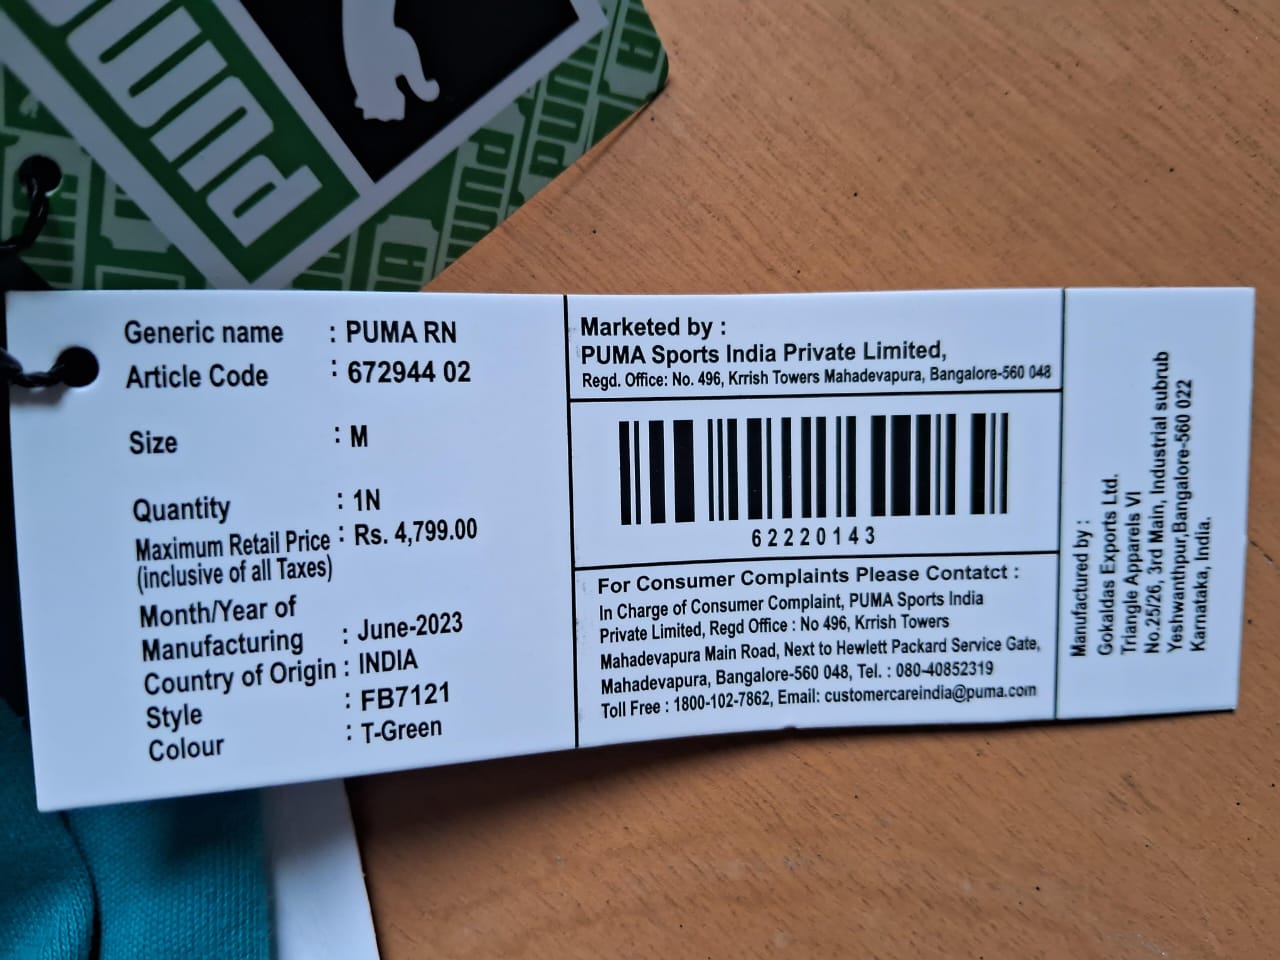 PUMA
PUMA
PUMA
PUMA
Generic name : PUMA RN
Article Code : 672944 02
Size : M
Quantity : 1N
Maximum Retail Price : Rs. 4,799.00
(inclusive of all Taxes)
Month/Year of
Manufacturing : June-2023
Country of Origin : INDIA
Style : FB7121
Colour : T-Green
Marketed by :
PUMA Sports India Private Limited,
Regd. Office: No. 496, Krrish Towers Mahadevapura, Bangalore-560 048
62220143
For Consumer Complaints Please Contatct :
In Charge of Consumer Complaint, PUMA Sports India
Private Limited, Regd Office : No 496, Krrish Towers
Mahadevapura Main Road, Next to Hewlett Packard Service Gate,
Mahadevapura, Bangalore-560 048, Tel. : 080-40852319
Toll Free : 1800-102-7862, Email: customercareindia@puma.com
Manufactured by :
Gokaldas Exports Ltd.
Triangle Apparels VI
No.25/26, 3rd Main, Industrial subrub
Yeshwanthpur,Bangalore-560 022
Karnataka, India.